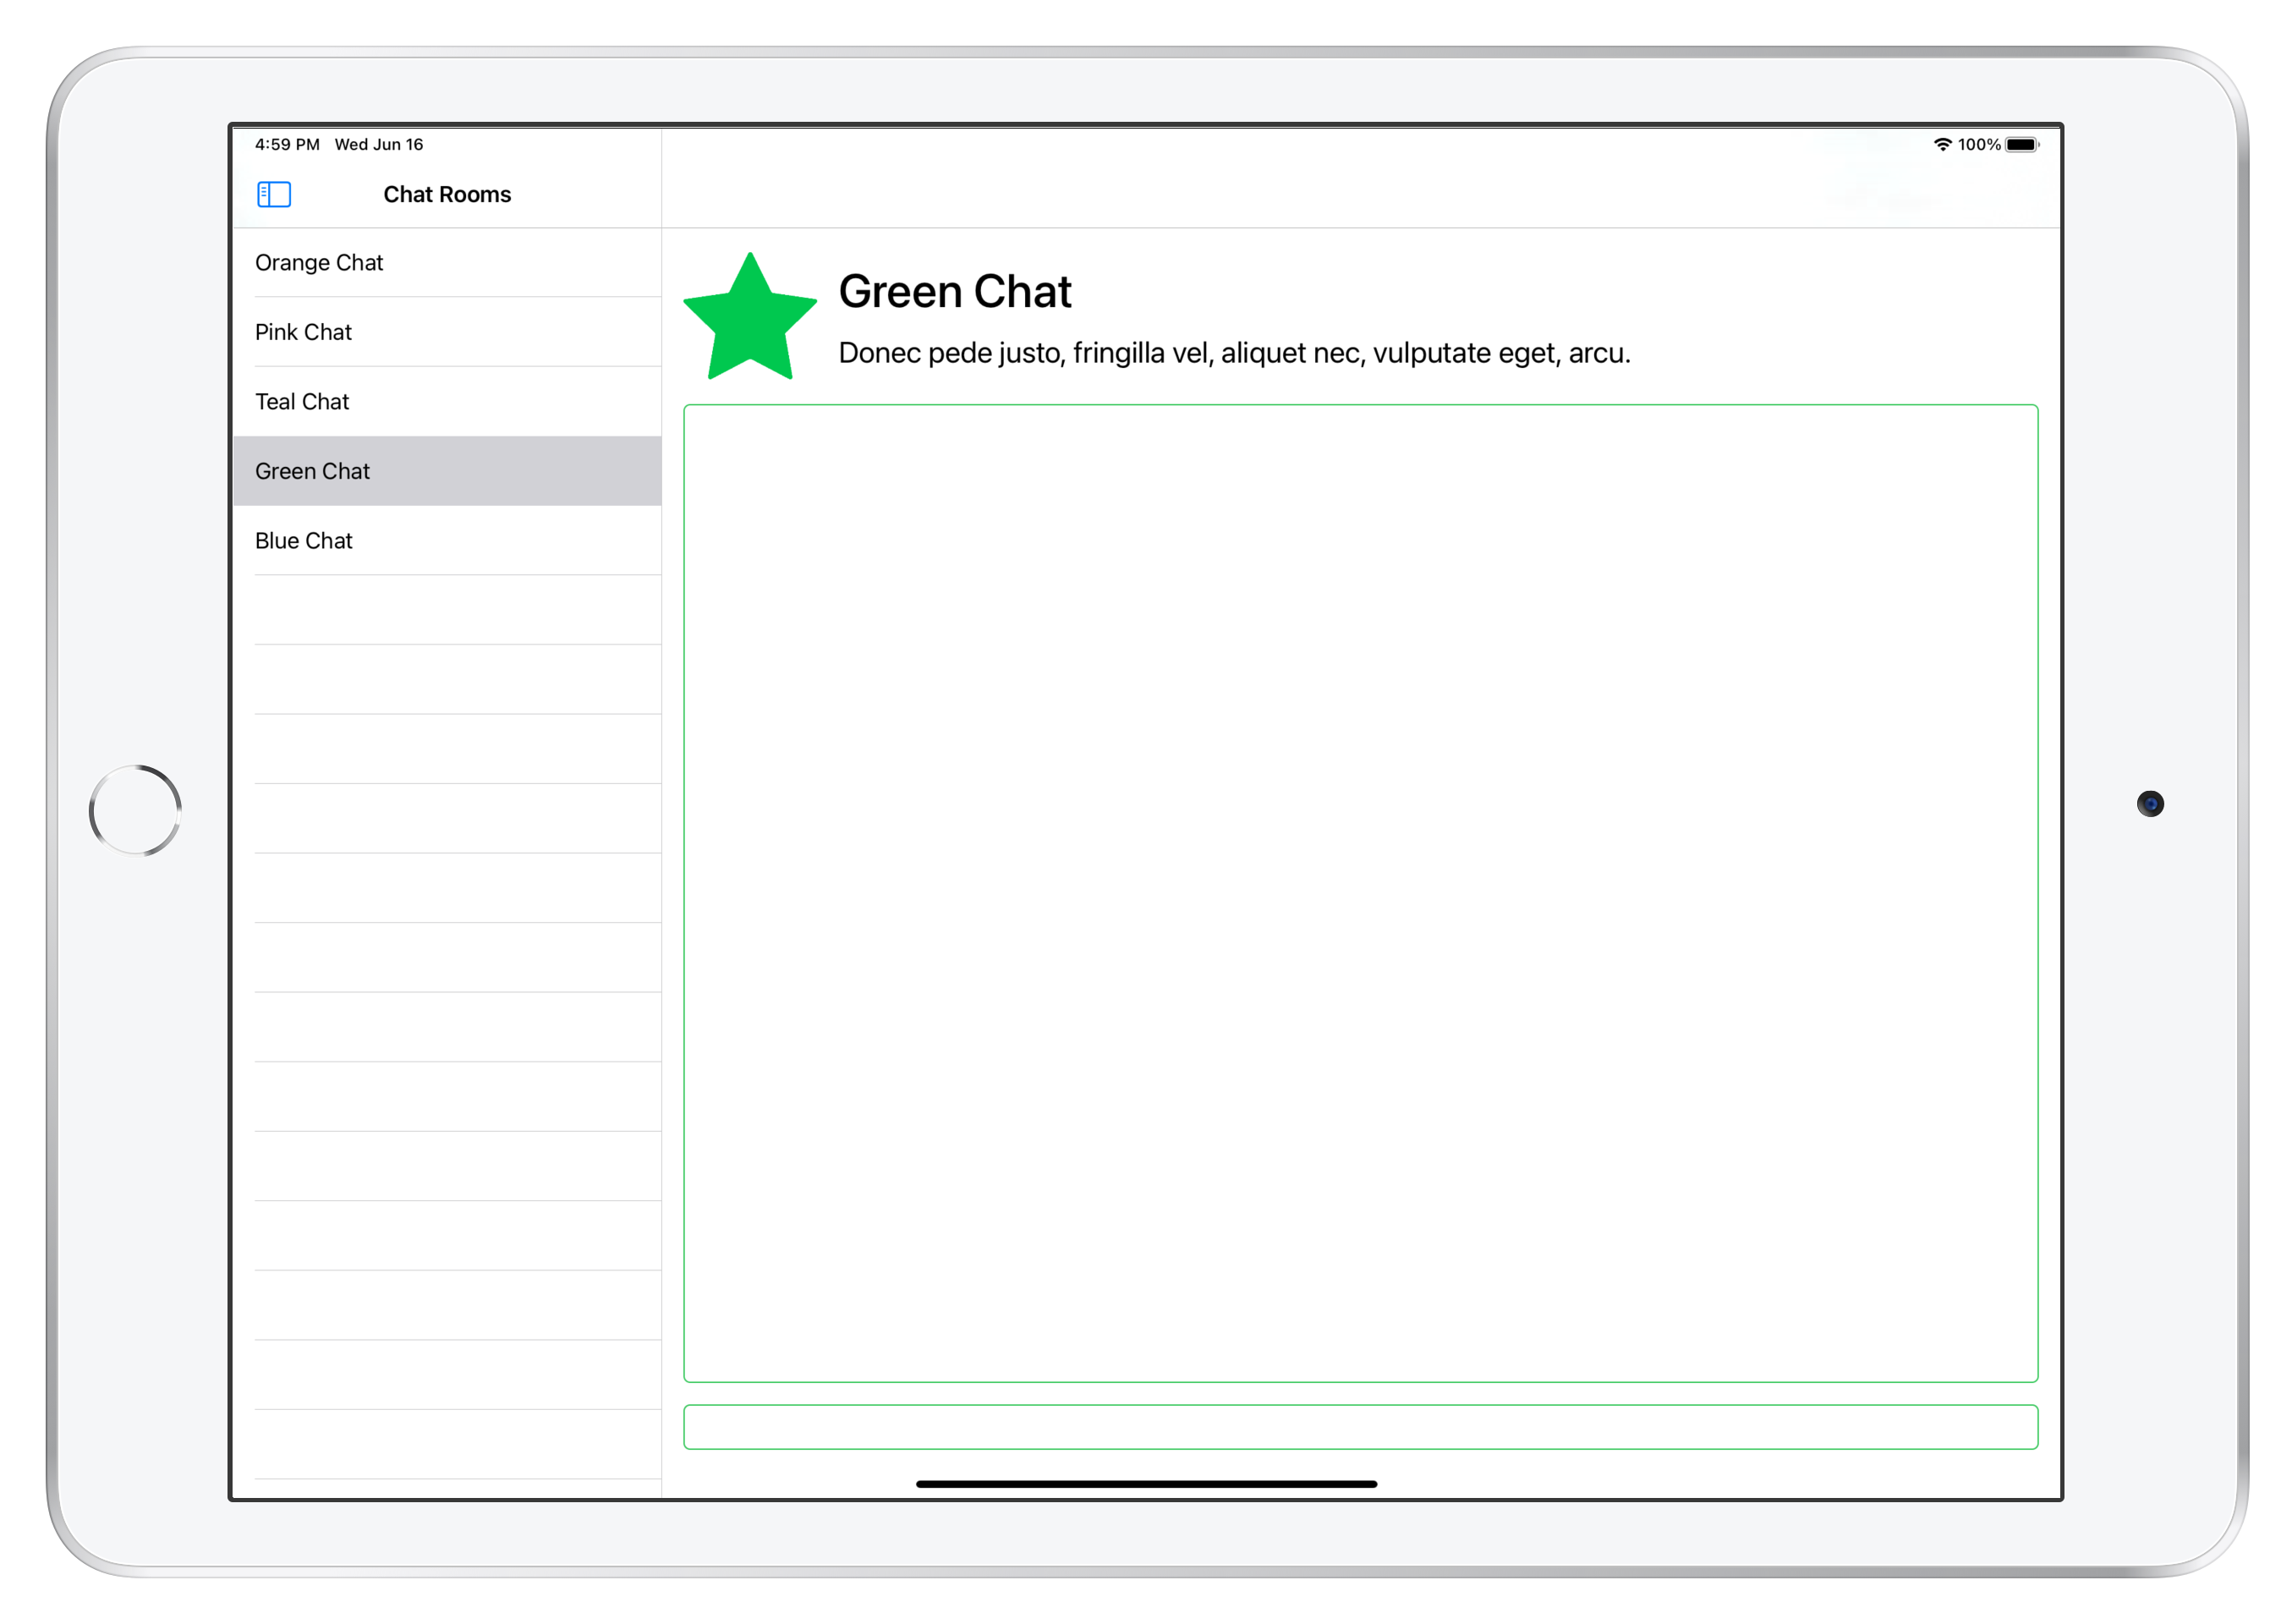 4:59 PM Wed Jun 16
100%
Chat Rooms
Orange Chat
Pink Chat
Teal Chat
Green Chat
Blue Chat
Green Chat
Donec pede justo, fringilla vel, aliquet nec, vulputate eget, arcu.